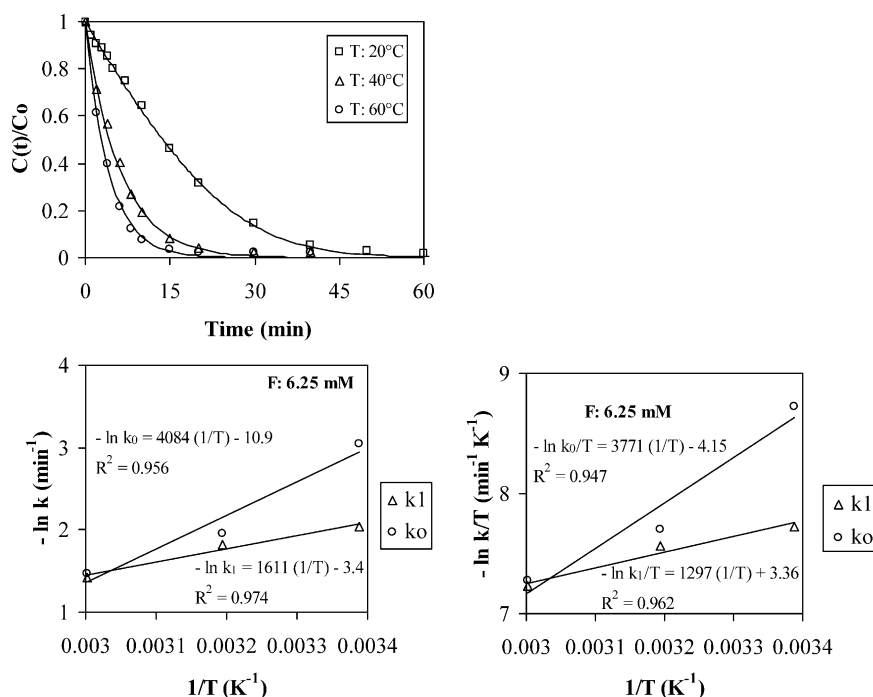 C(t)/Co
1
0.8
0.6
0.4
0.2
0
T: 20°C
T: 40°C
T: 60°C
0 15 30 45 60
Time (min)
- ln k (min⁻¹)
4
3
2
1
F: 6.25 mM
- ln k₀ = 4084 (1/T) - 10.9
R² = 0.956
- ln k₁ = 1611 (1/T) - 3.4
R² = 0.974
k1
ko
0.003 0.0031 0.0032 0.0033 0.0034
1/T (K⁻¹)
- ln k/T (min⁻¹ K⁻¹)
9
8
7
F: 6.25 mM
- ln k₀/T = 3771 (1/T) - 4.15
R² = 0.947
- ln k₁/T = 1297 (1/T) + 3.36
R² = 0.962
k1
ko
0.003 0.0031 0.0032 0.0033 0.0034
1/T (K⁻¹)